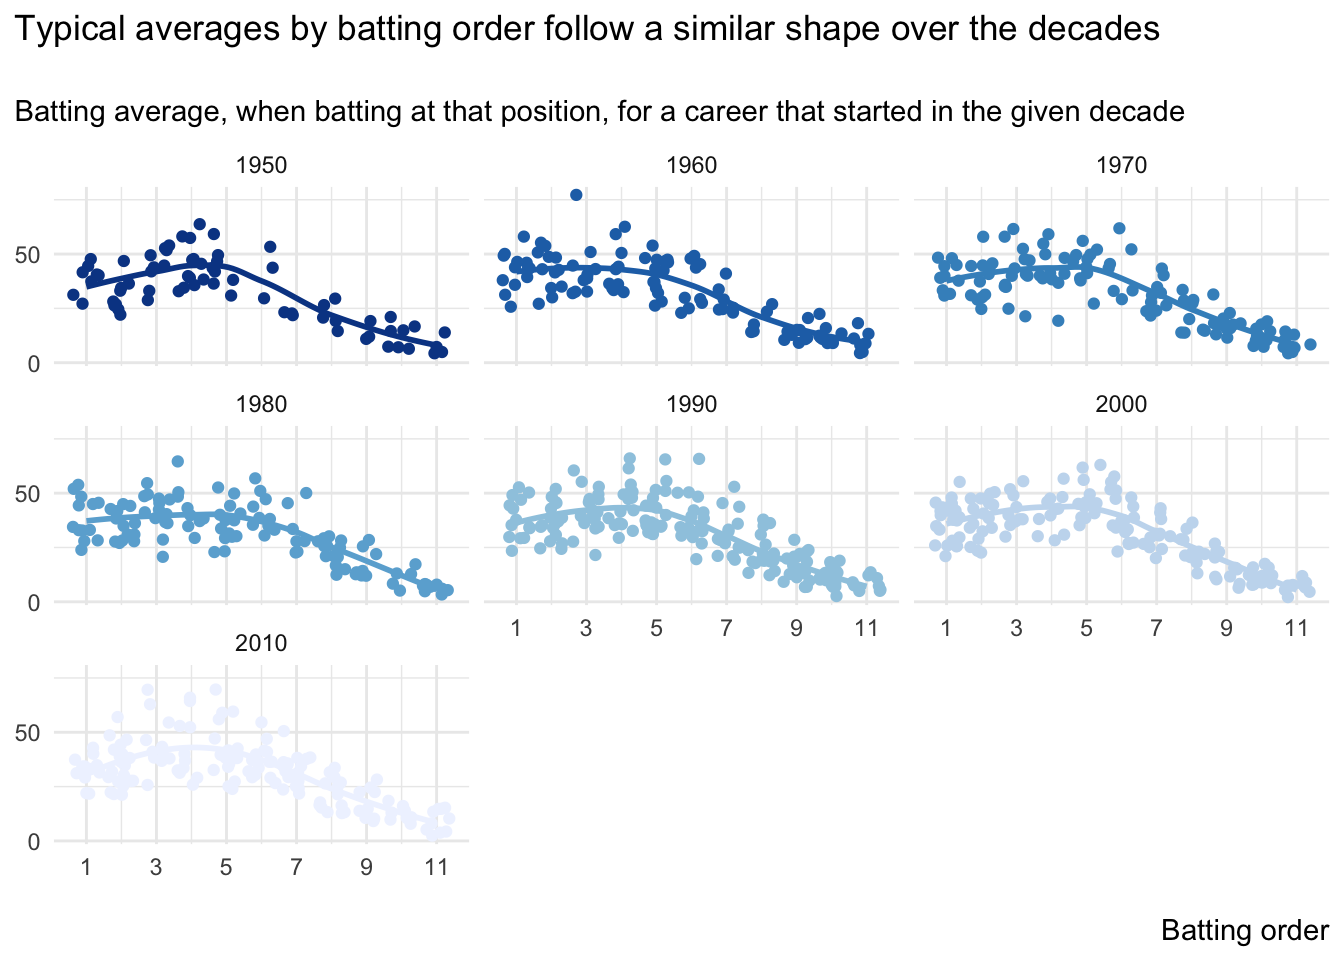 Typical averages by batting order follow a similar shape over the decades
Batting average, when batting at that position, for a career that started in the given decade
1950 1960 1970
50
0
1980 1990 2000
50
0
1 3 5 7 9 11 1 3 5 7 9 11
2010
50
0
1 3 5 7 9 11
Batting order